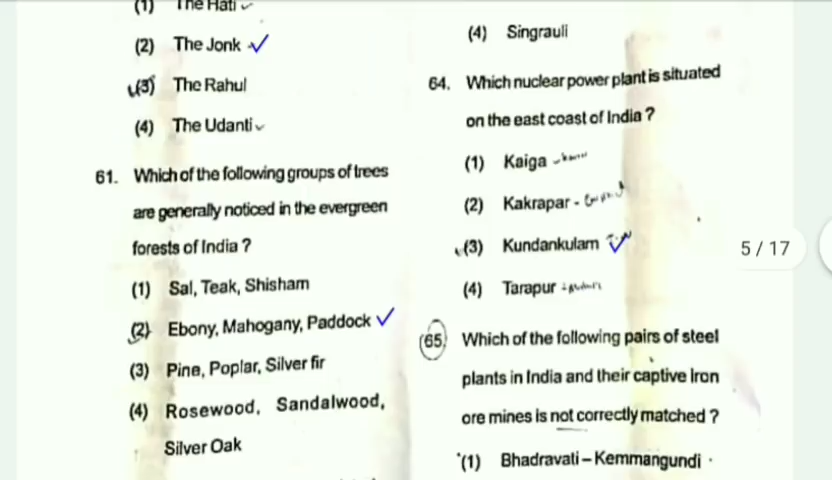 (1) The Hati
(2) The Jonk
(3) The Rahul
(4) The Udanti
61. Which of the following groups of trees
are generally noticed in the evergreen
forests of India ?
(1) Sal, Teak, Shisham
(2) Ebony, Mahogany, Paddock
(3) Pine, Poplar, Silver fir
(4) Rosewood, Sandalwood,
Silver Oak
(4) Singrauli
64. Which nuclear power plant is situated
on the east coast of India ?
(1) Kaiga
(2) Kakrapar -
(3) Kundankulam
(4) Tarapur
65. Which of the following pairs of steel
plants in India and their captive Iron
ore mines is not correctly matched ?
(1) Bhadravati – Kemmangundi
5 / 17